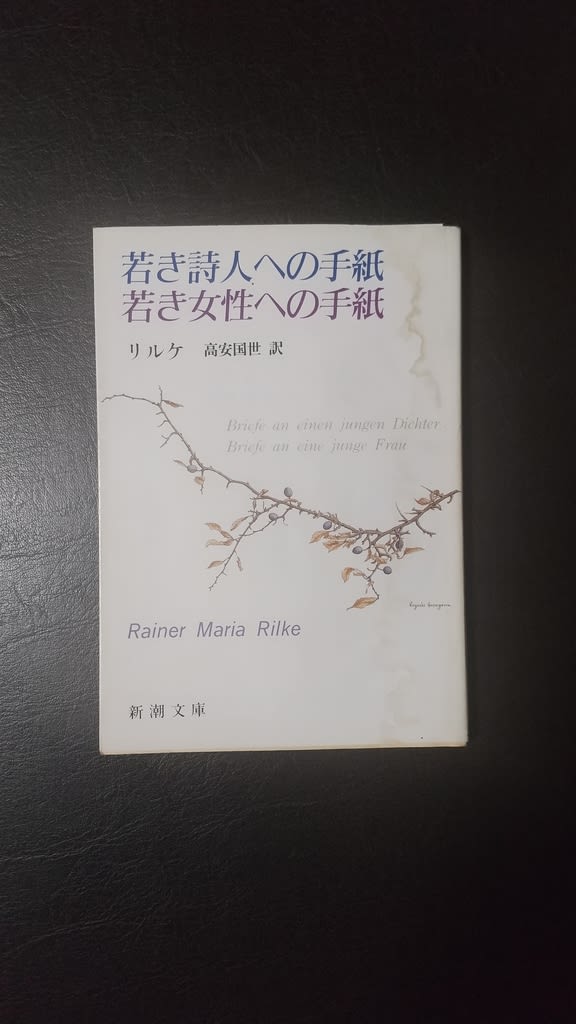 若き詩人への手紙
若き女性への手紙
リルケ 高安国世 訳
Briefe an einen jungen Dichter
Briefe an eine junge Frau
Rainer Maria Rilke
新潮文庫